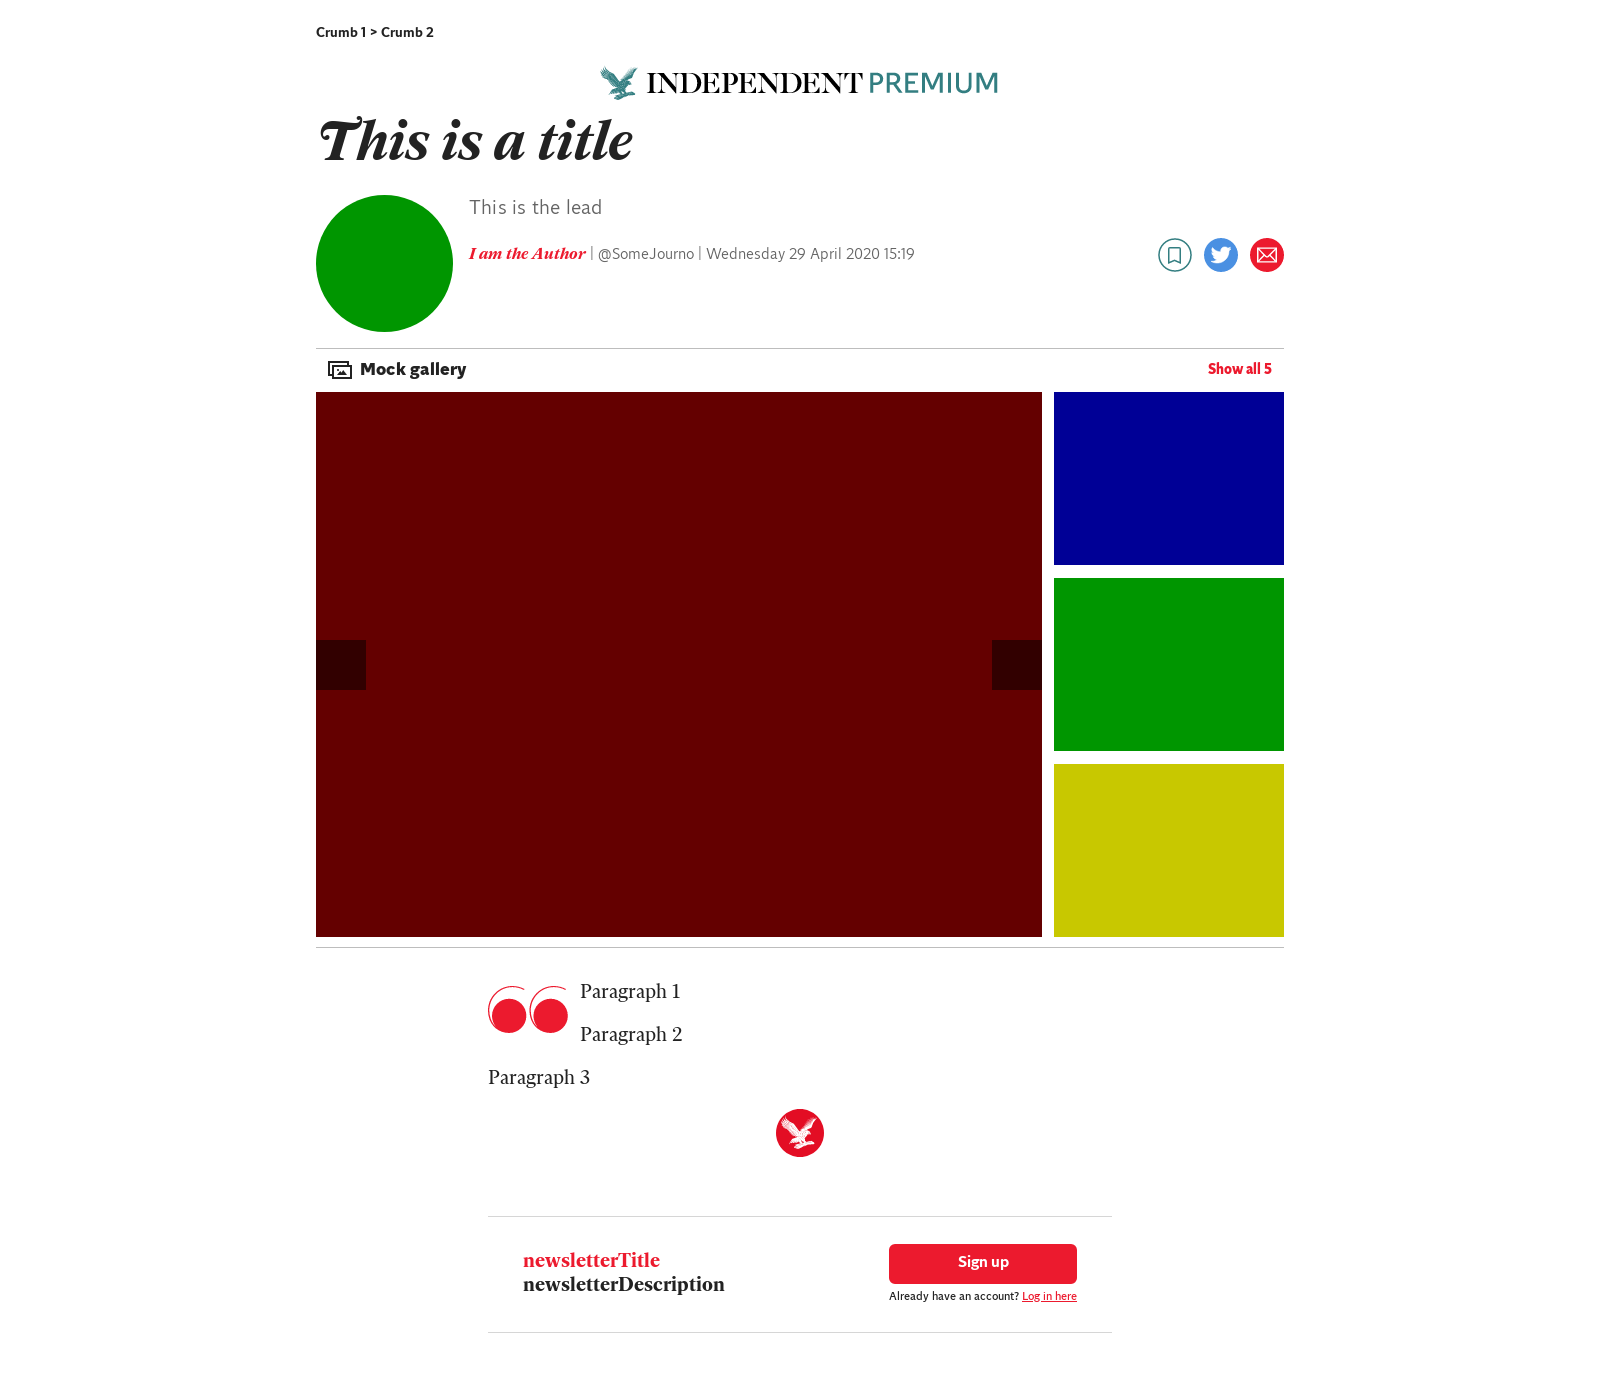 Crumb 1 > Crumb 2
INDEPENDENT PREMIUM
This is a title
This is the lead
I am the Author | @SomeJourno | Wednesday 29 April 2020 15:19
Mock gallery
Show all 5
Paragraph 1
Paragraph 2
Paragraph 3
newsletterTitle
newsletterDescription
Sign up
Already have an account? Log in here